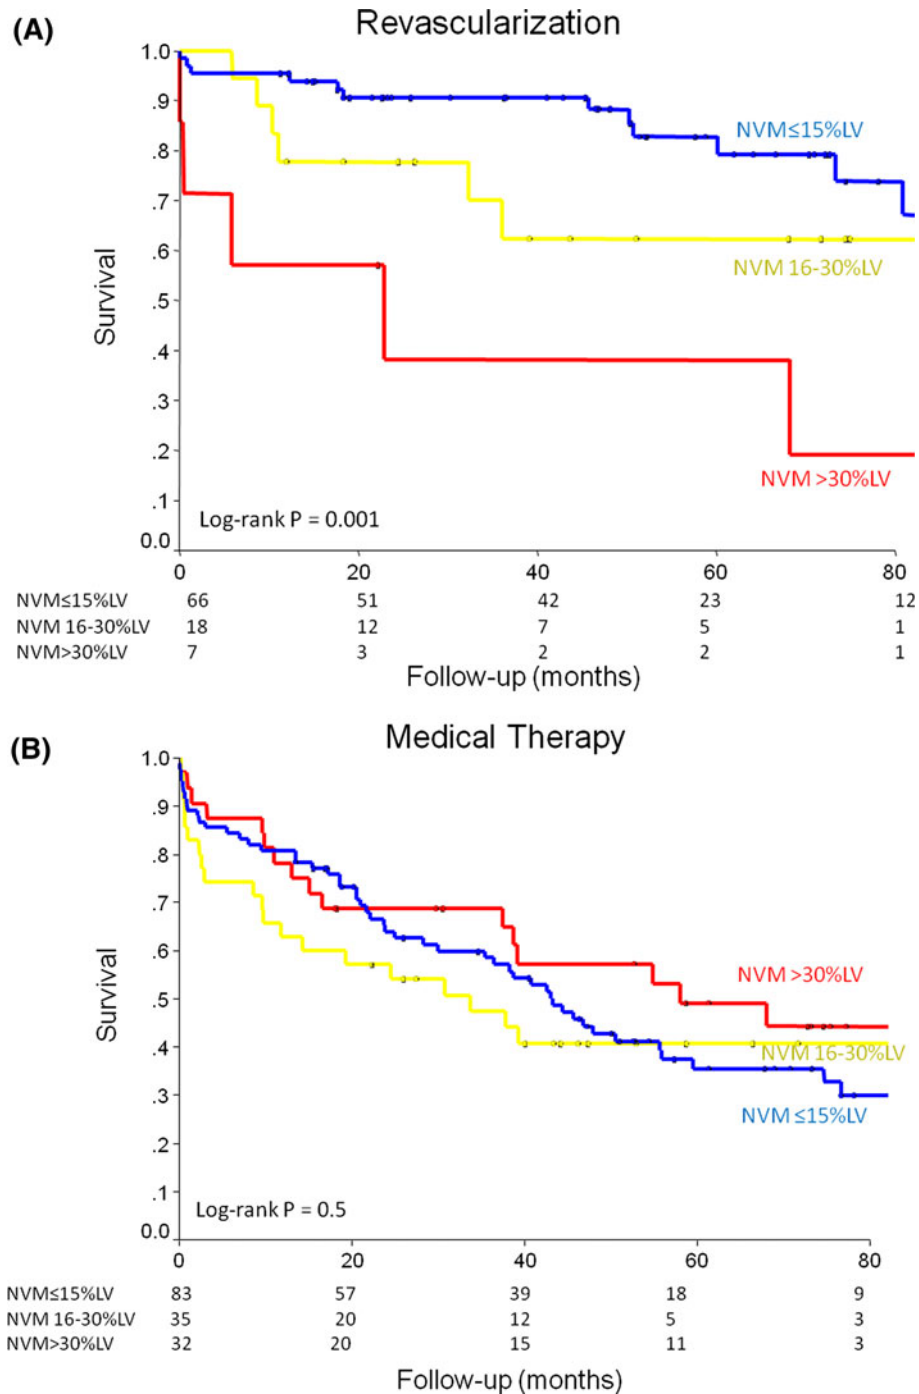 (A)
Revascularization
1.0
.9
.8
.7
.6
.5
.4
.3
.2
.1
0.0
Survival
NVM≤15%LV
NVM 16-30%LV
NVM >30%LV
Log-rank P = 0.001
0 20 40 60 80
NVM≤15%LV 66 51 42 23 12
NVM 16-30%LV 18 12 7 5 1
NVM>30%LV 7 3 2 2 1
Follow-up (months)
(B)
Medical Therapy
1.0
.9
.8
.7
.6
.5
.4
.3
.2
.1
0.0
Survival
NVM >30%LV
NVM 16-30%LV
NVM ≤15%LV
Log-rank P = 0.5
0 20 40 60 80
NVM≤15%LV 83 57 39 18 9
NVM 16-30%LV 35 20 12 5 3
NVM>30%LV 32 20 15 11 3
Follow-up (months)